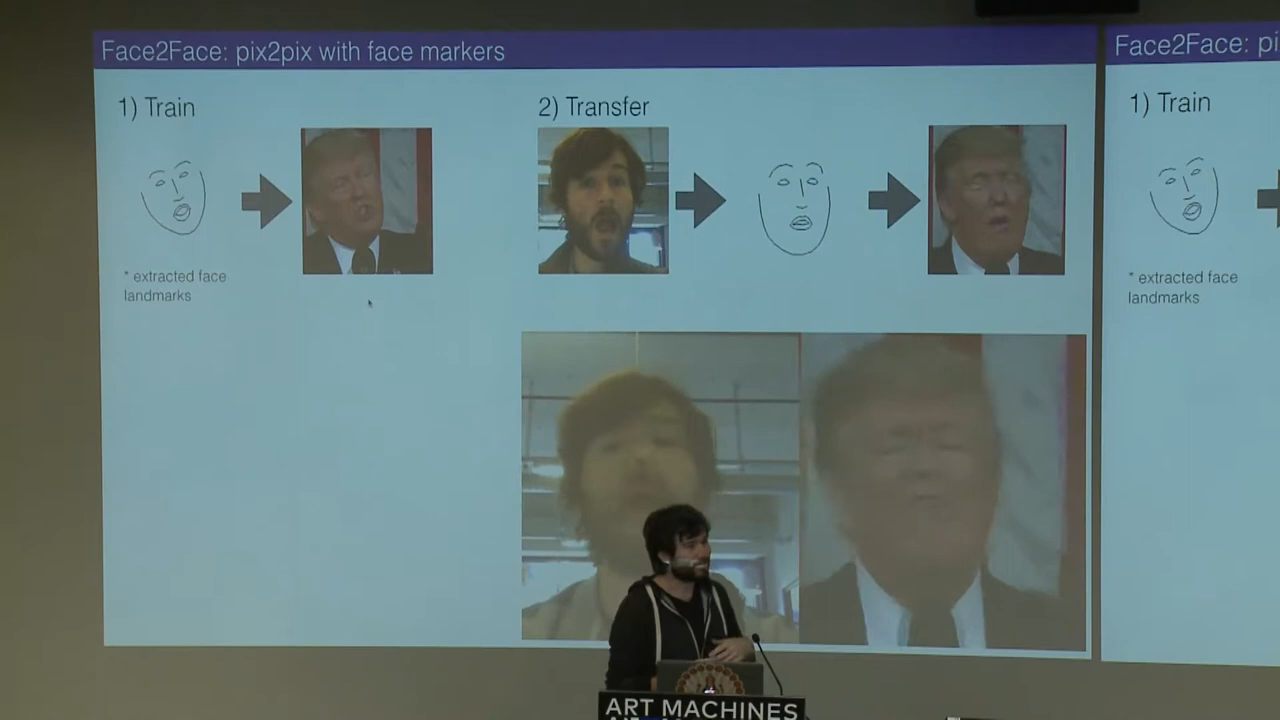 Face2Face: pix2pix with face markers
1) Train
2) Transfer
* extracted face
landmarks
Face2Face: pi
1) Train
* extracted face
landmarks
ART MACHINES